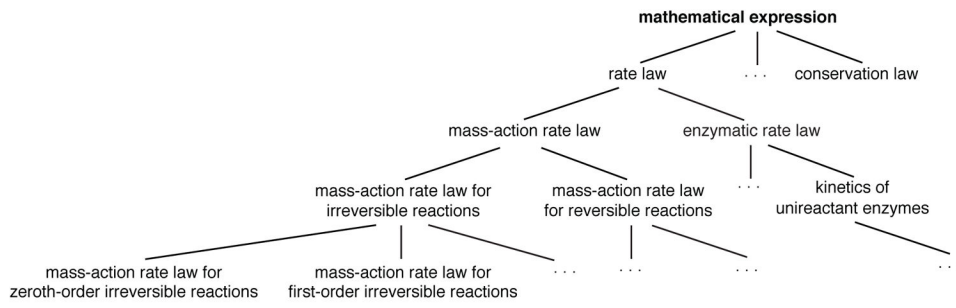 mathematical expression
rate law
. . .
conservation law
mass-action rate law
enzymatic rate law
mass-action rate law for
irreversible reactions
mass-action rate law
for reversible reactions
. . .
kinetics of
unireactant enzymes
mass-action rate law for
zeroth-order irreversible reactions
mass-action rate law for
first-order irreversible reactions
. . .
. . .
. . .
. .